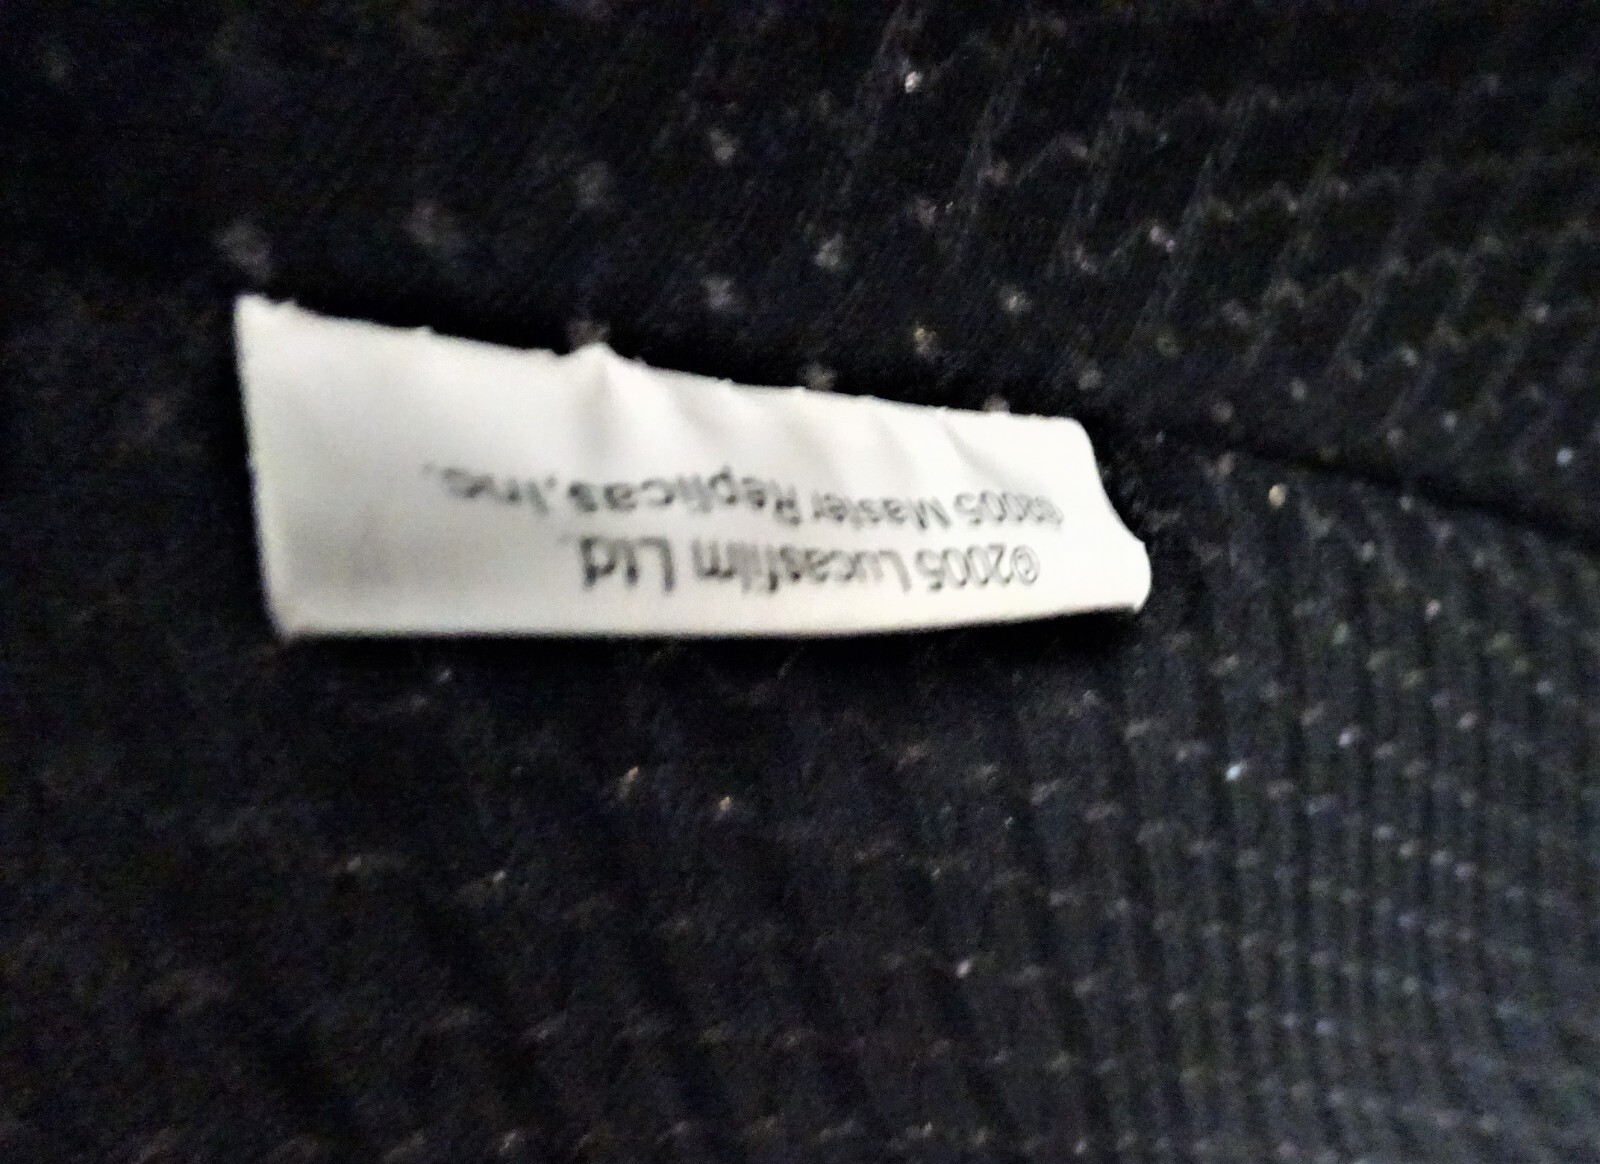 ©2005 Lucasfilm Ltd.
©2005 Master Replicas, Inc.